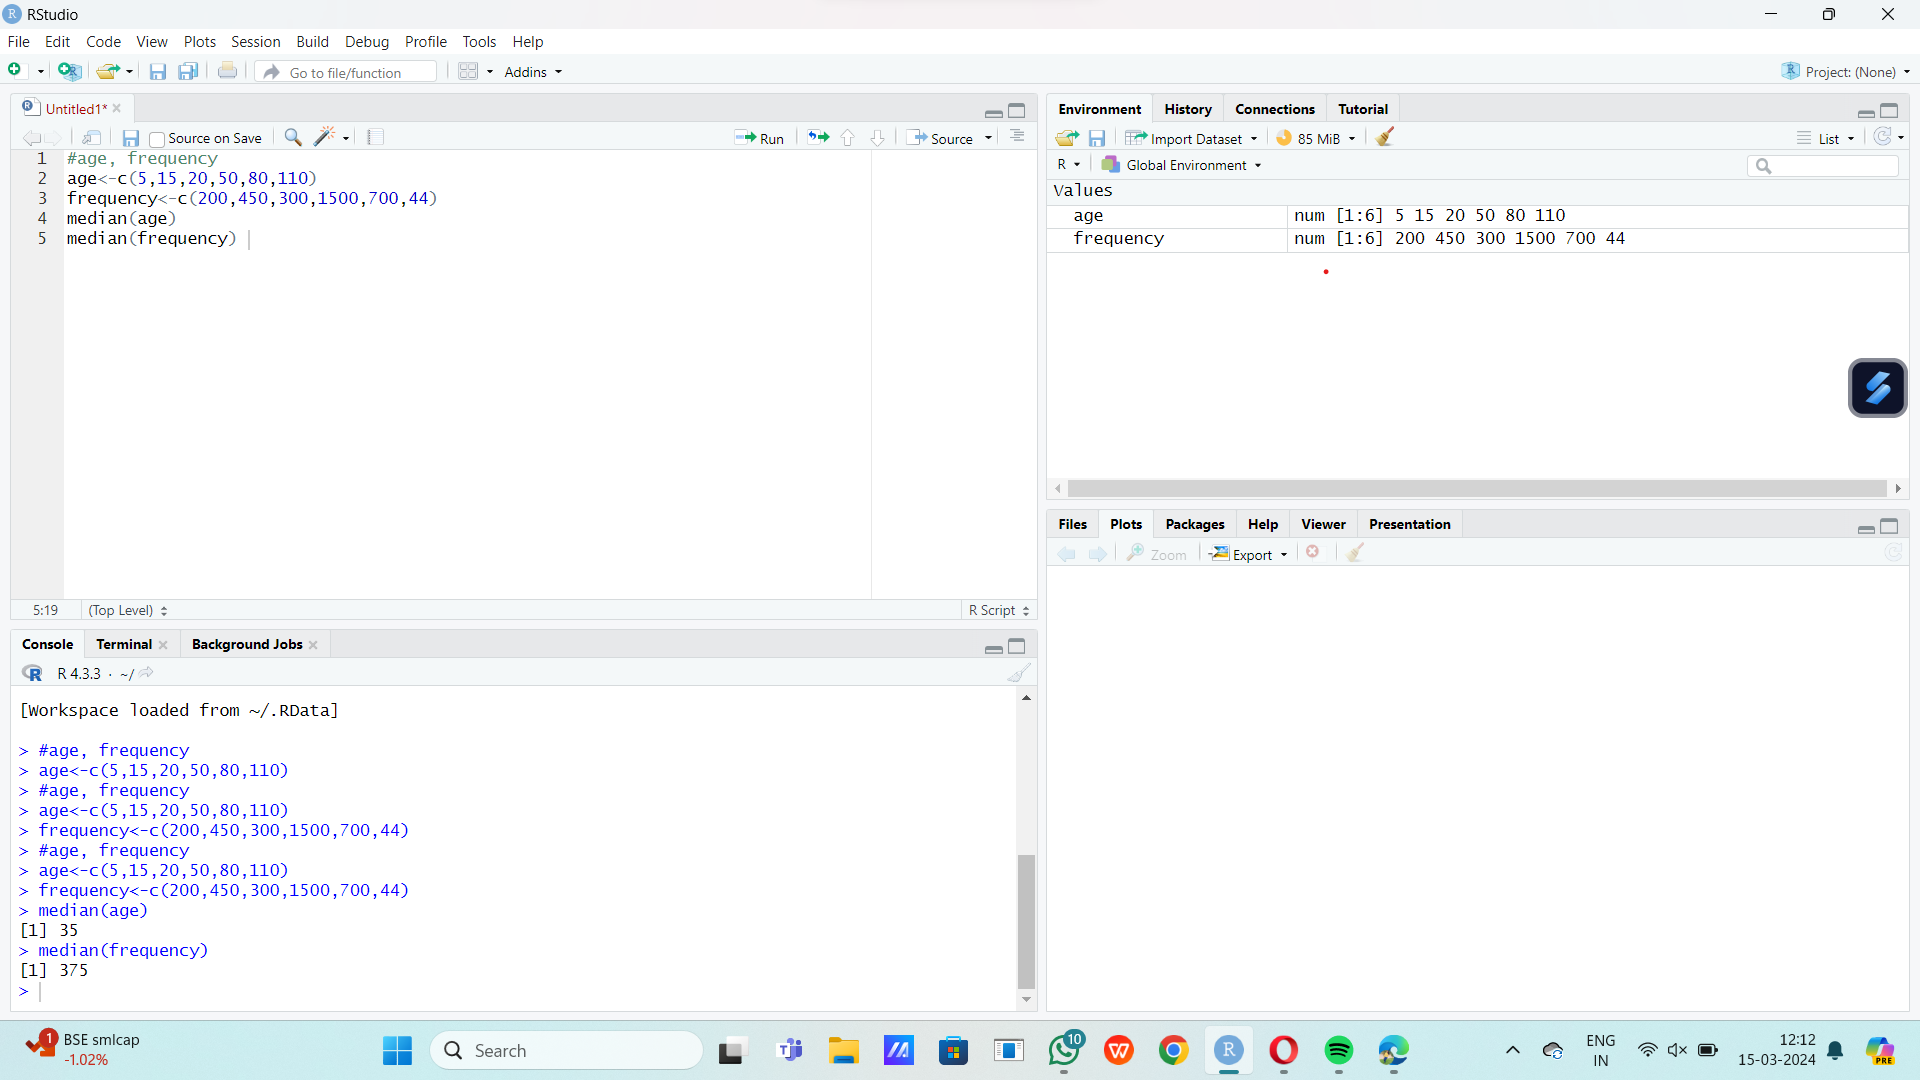 RStudio
File Edit Code View Plots Session Build Debug Profile Tools Help
Go to file/function Addins Project: (None)
Untitled1*
Source on Save Run Source
1 #age, frequency
2 age<-c(5,15,20,50,80,110)
3 frequency<-c(200,450,300,1500,700,44)
4 median(age)
5 median(frequency)
5:19 (Top Level) R Script
Console Terminal Background Jobs
R 4.3.3 · ~/
[Workspace loaded from ~/.RData]
> #age, frequency
> age<-c(5,15,20,50,80,110)
> #age, frequency
> age<-c(5,15,20,50,80,110)
> frequency<-c(200,450,300,1500,700,44)
> #age, frequency
> age<-c(5,15,20,50,80,110)
> frequency<-c(200,450,300,1500,700,44)
> median(age)
[1] 35
> median(frequency)
[1] 375
>
Environment History Connections Tutorial
Import Dataset 85 MiB List
R Global Environment
Values
age num [1:6] 5 15 20 50 80 110
frequency num [1:6] 200 450 300 1500 700 44
Files Plots Packages Help Viewer Presentation
Zoom Export
1 BSE smlcap
-1.02%
Search
10
ENG
IN
12:12
15-03-2024
PRE